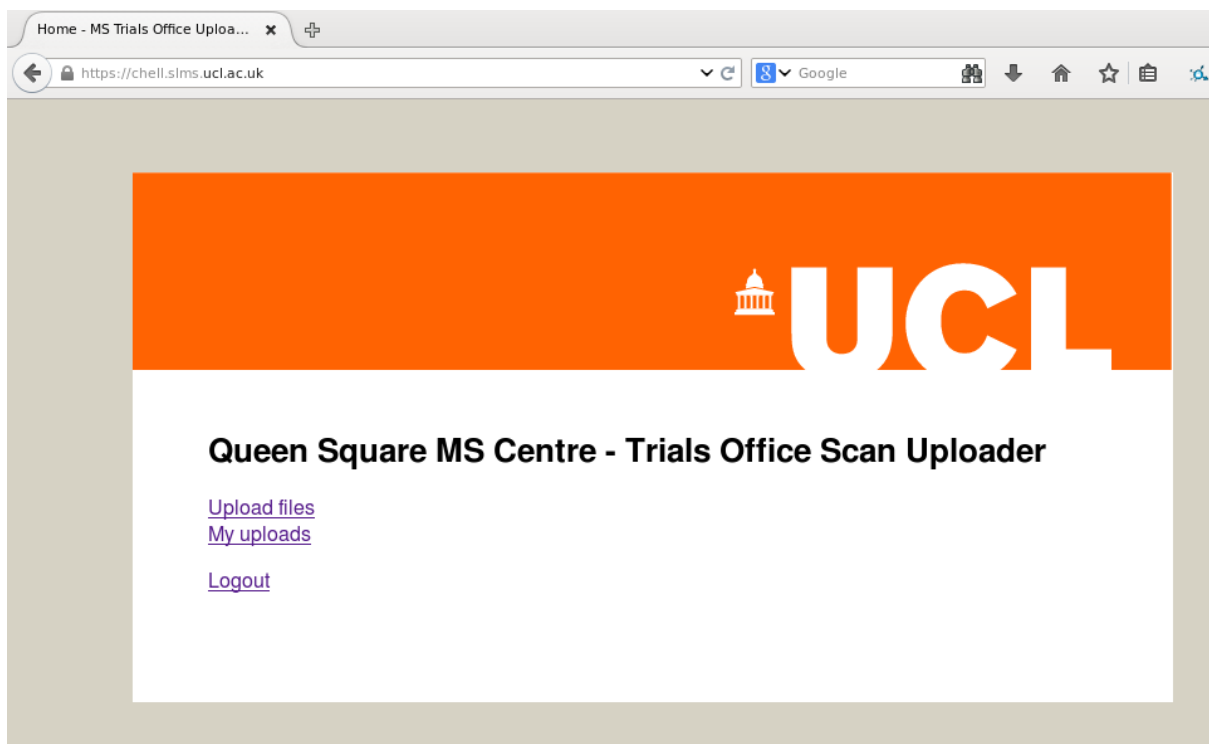 Home - MS Trials Office Uploa...
https://chell.slms.ucl.ac.uk
8 Google
UCL
Queen Square MS Centre - Trials Office Scan Uploader
Upload files
My uploads
Logout